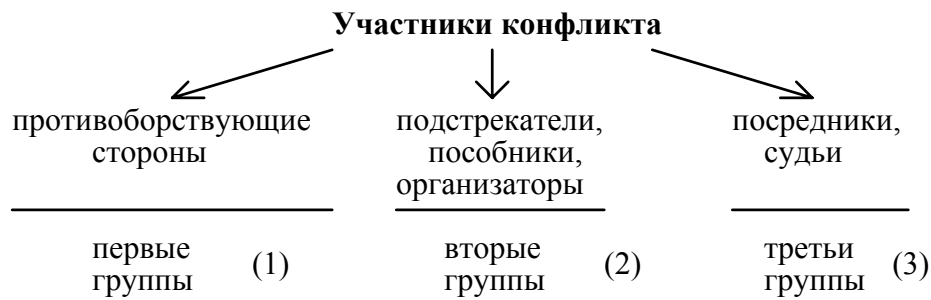 Участники конфликта
противоборствующие
стороны
подстрекатели,
пособники,
организаторы
посредники,
судьи
первые
группы (1)
вторые
группы (2)
третьи
группы (3)